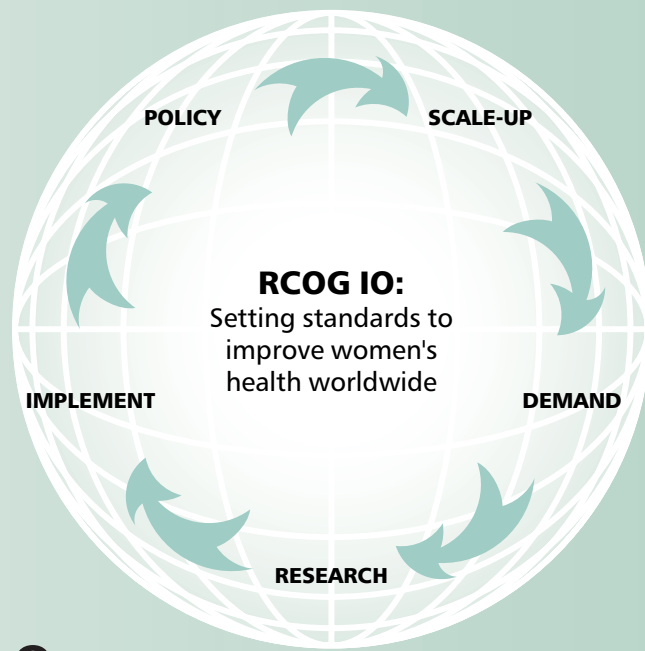 POLICY
SCALE-UP
RCOG IO:
Setting standards to
improve women's
health worldwide
IMPLEMENT
DEMAND
RESEARCH